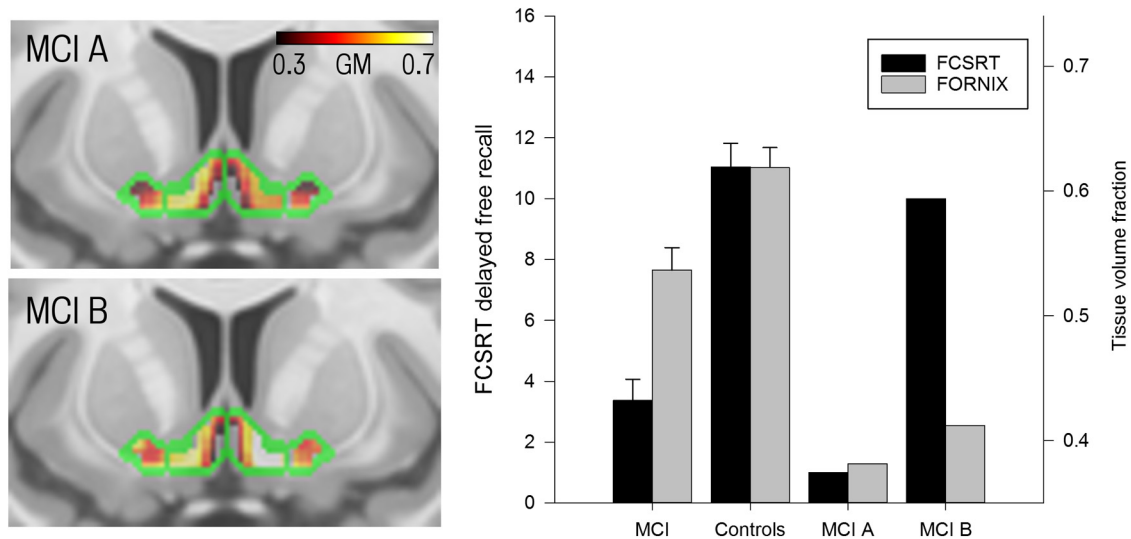 MCI A
0.3 GM 0.7
MCI B
FCSRT delayed free recall
16
14
12
10
8
6
4
2
0
FCSRT
FORNIX
0.7
0.6
0.5
0.4
Tissue volume fraction
MCI Controls MCI A MCI B